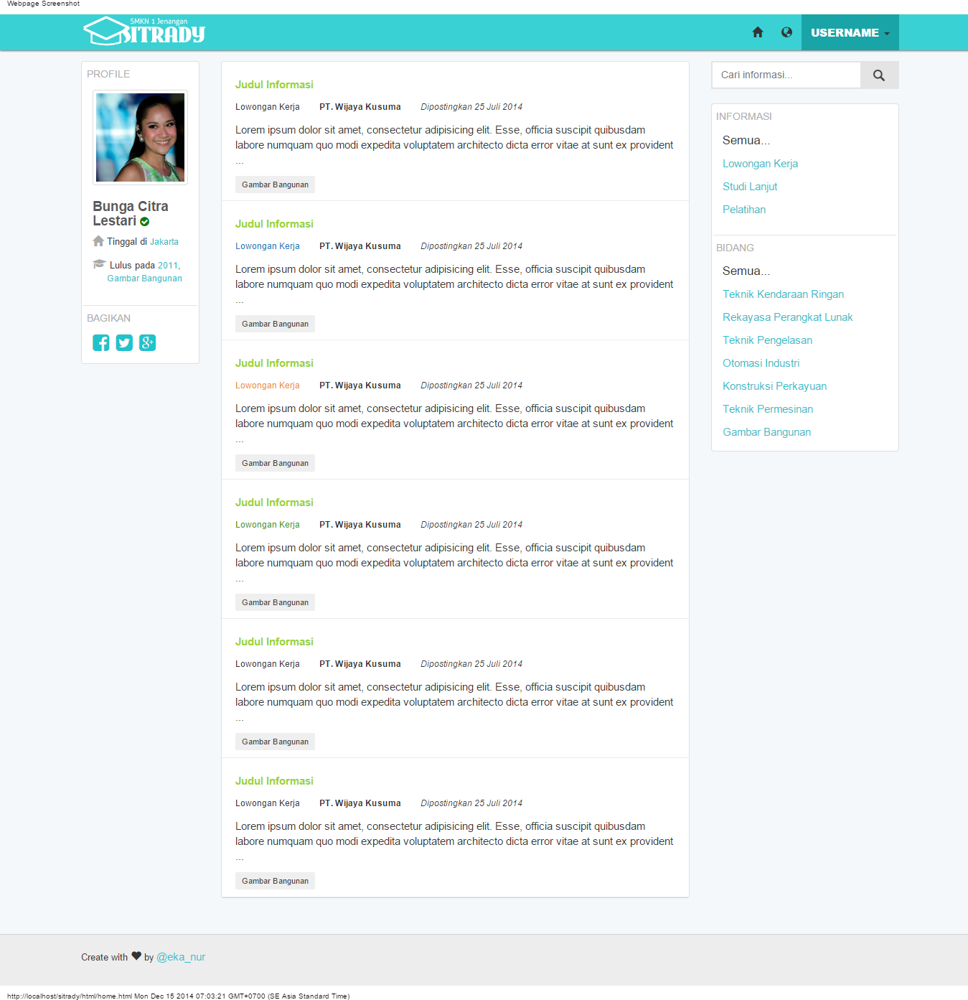 Webpage Screenshot
SMKN 1 Jenangan
SITRADY
USERNAME
PROFILE
Bunga Citra
Lestari
Tinggal di Jakarta
Lulus pada 2011,
Gambar Bangunan
BAGIKAN
Judul Informasi
Lowongan Kerja PT. Wijaya Kusuma Dipostingkan 25 Juli 2014
Lorem ipsum dolor sit amet, consectetur adipisicing elit. Esse, officia suscipit quibusdam
labore numquam quo modi expedita voluptatem architecto dicta error vitae at sunt ex provident
...
Gambar Bangunan
Judul Informasi
Lowongan Kerja PT. Wijaya Kusuma Dipostingkan 25 Juli 2014
Lorem ipsum dolor sit amet, consectetur adipisicing elit. Esse, officia suscipit quibusdam
labore numquam quo modi expedita voluptatem architecto dicta error vitae at sunt ex provident
...
Gambar Bangunan
Judul Informasi
Lowongan Kerja PT. Wijaya Kusuma Dipostingkan 25 Juli 2014
Lorem ipsum dolor sit amet, consectetur adipisicing elit. Esse, officia suscipit quibusdam
labore numquam quo modi expedita voluptatem architecto dicta error vitae at sunt ex provident
...
Gambar Bangunan
Judul Informasi
Lowongan Kerja PT. Wijaya Kusuma Dipostingkan 25 Juli 2014
Lorem ipsum dolor sit amet, consectetur adipisicing elit. Esse, officia suscipit quibusdam
labore numquam quo modi expedita voluptatem architecto dicta error vitae at sunt ex provident
...
Gambar Bangunan
Judul Informasi
Lowongan Kerja PT. Wijaya Kusuma Dipostingkan 25 Juli 2014
Lorem ipsum dolor sit amet, consectetur adipisicing elit. Esse, officia suscipit quibusdam
labore numquam quo modi expedita voluptatem architecto dicta error vitae at sunt ex provident
...
Gambar Bangunan
Judul Informasi
Lowongan Kerja PT. Wijaya Kusuma Dipostingkan 25 Juli 2014
Lorem ipsum dolor sit amet, consectetur adipisicing elit. Esse, officia suscipit quibusdam
labore numquam quo modi expedita voluptatem architecto dicta error vitae at sunt ex provident
...
Gambar Bangunan
Cari informasi...
INFORMASI
Semua...
Lowongan Kerja
Studi Lanjut
Pelatihan
BIDANG
Semua...
Teknik Kendaraan Ringan
Rekayasa Perangkat Lunak
Teknik Pengelasan
Otomasi Industri
Konstruksi Perkayuan
Teknik Permesinan
Gambar Bangunan
Create with ♥ by @eka_nur
http://localhost/sitrady/html/home.html Mon Dec 15 2014 07:03:21 GMT+0700 (SE Asia Standard Time)